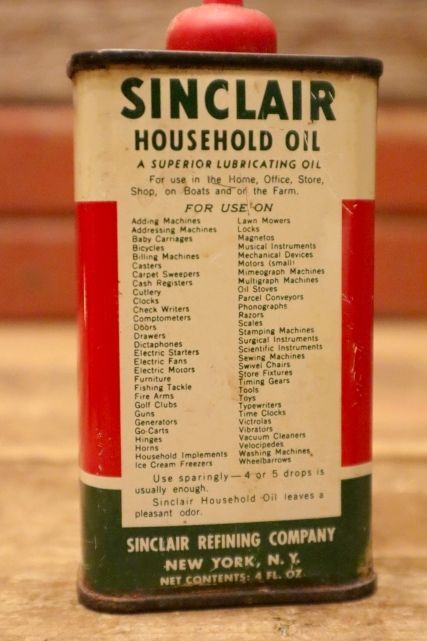 SINCLAIR
HOUSEHOLD OIL
A SUPERIOR LUBRICATING OIL
For use in the Home, Office, Store,
Shop, on Boats and or the Farm.
FOR USE ON
Adding Machines
Addressing Machines
Baby Carriages
Bicycles
Billing Machines
Casters
Carpet Sweepers
Cash Registers
Cutlery
Clocks
Check Writers
Comptometers
Doors
Drawers
Dictaphones
Electric Starters
Electric Fans
Electric Motors
Furniture
Fishing Tackle
Fire Arms
Golf Clubs
Guns
Generators
Go-Carts
Hinges
Horns
Household Implements
Ice Cream Freezers
Lawn Mowers
Locks
Magnetos
Musical Instruments
Mechanical Devices
Motors (small)
Mimeograph Machines
Multigraph Machines
Oil Stoves
Parcel Conveyors
Phonographs
Razors
Scales
Stamping Machines
Surgical Instruments
Scientific Instruments
Sewing Machines
Swivel Chairs
Store Fixtures
Timing Gears
Tools
Toys
Typewriters
Time Clocks
Victrolas
Vibrators
Vacuum Cleaners
Velocipedes
Washing Machines
Wheelbarrows
Use sparingly—4 or 5 drops is
usually enough.
Sinclair Household Oil leaves a
pleasant odor.
SINCLAIR REFINING COMPANY
NEW YORK, N. Y.
NET CONTENTS: 4 FL. OZ.